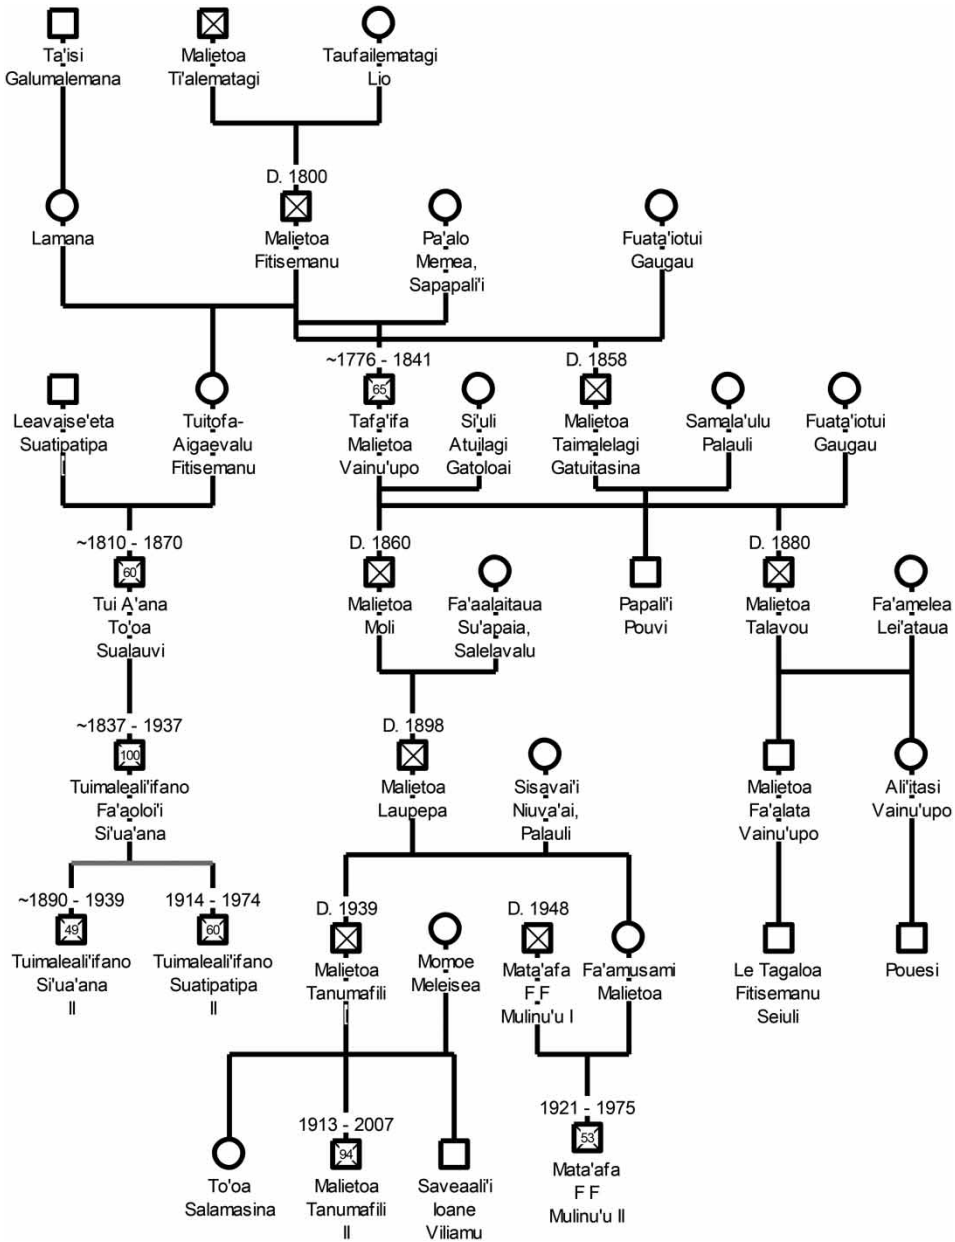 Ta'isi
Galumalemana
Malietoa
Ti'alematagi
Taufailematagi
Lio
D. 1800
Lamana
Malietoa
Fitisemanu
Pa'alo
Memea,
Sapapali'i
Fuata'iotui
Gaugau
~1776 - 1841
D. 1858
65
Leavaise'eta
Suatipatipa
I
Tuitofa-
Aigaevalu
Fitisemanu
Tafa'ifa
Malietoa
Vainu'upo
Si'uli
Atuilagi
Gatoloai
Malietoa
Taimalelagi
Gatuitasina
Samala'ulu
Palauli
Fuata'iotui
Gaugau
~1810 - 1870
D. 1860
D. 1880
60
Tui A'ana
To'oa
Sualauvi
Malietoa
Moli
Fa'aalaitaua
Su'apaia,
Salelavalu
Papali'i
Pouvi
Malietoa
Talavou
Fa'amelea
Lei'ataua
~1837 - 1937
D. 1898
100
Tuimaleali'ifano
Fa'aoloi'i
Si'ua'ana
Malietoa
Laupepa
Sisavai'i
Niuva'ai,
Palauli
Malietoa
Fa'alata
Vainu'upo
Ali'itasi
Vainu'upo
~1890 - 1939
1914 - 1974
D. 1939
D. 1948
49
60
Tuimaleali'ifano
Si'ua'ana
II
Tuimaleali'ifano
Suatipatipa
II
Malietoa
Tanumafili
I
Momoe
Meleisea
Mata'afa
F F
Mulinu'u I
Fa'amusami
Malietoa
Le Tagaloa
Fitisemanu
Seiuli
Pouesi
1913 - 2007
1921 - 1975
94
53
To'oa
Salamasina
Malietoa
Tanumafili
II
Saveaali'i
Ioane
Viliamu
Mata'afa
F F
Mulinu'u II